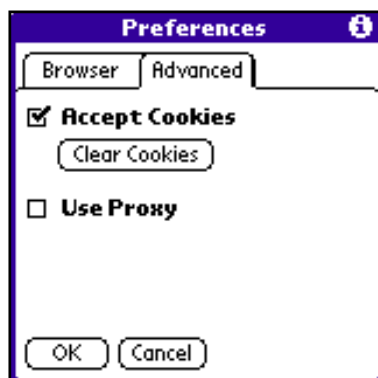 Preferences
Browser Advanced
Accept Cookies
Clear Cookies
Use Proxy
OK Cancel